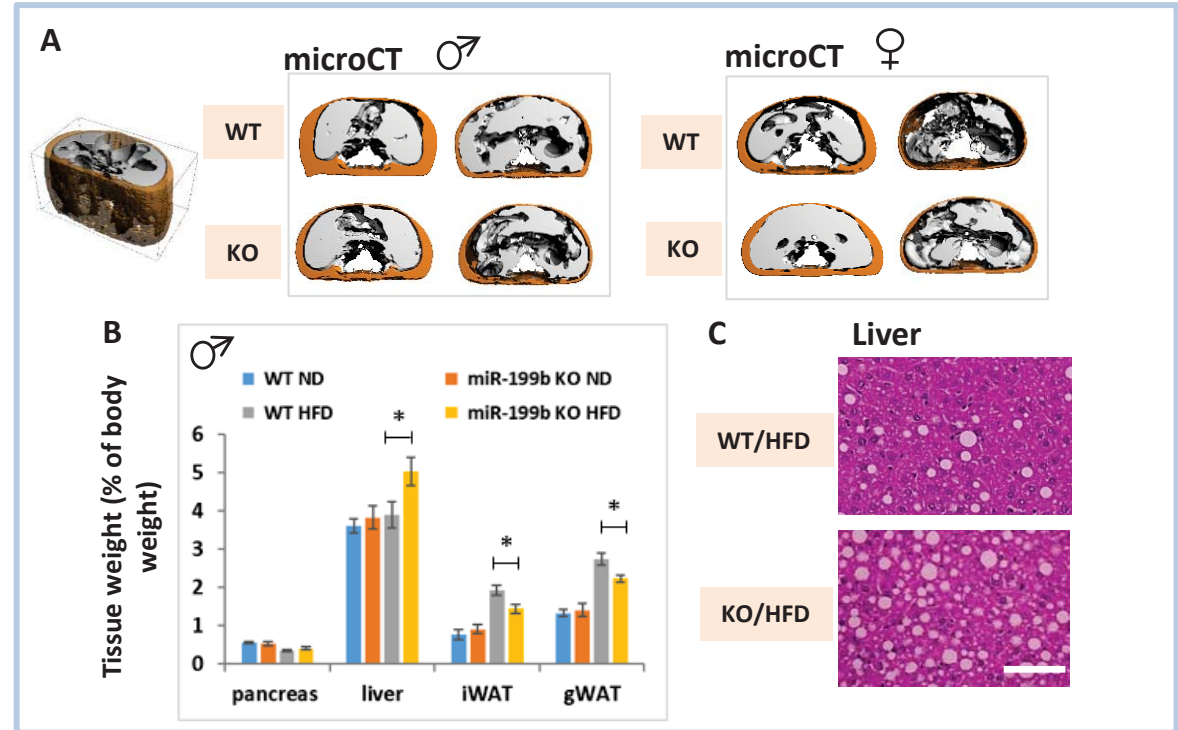 A
microCT ♂
microCT ♀
WT
WT
KO
KO
B
♂
WT ND
miR-199b KO ND
WT HFD
miR-199b KO HFD
Tissue weight (% of body
weight)
6
5
4
3
2
1
0
*
*
*
pancreas
liver
iWAT
gWAT
C
Liver
WT/HFD
KO/HFD